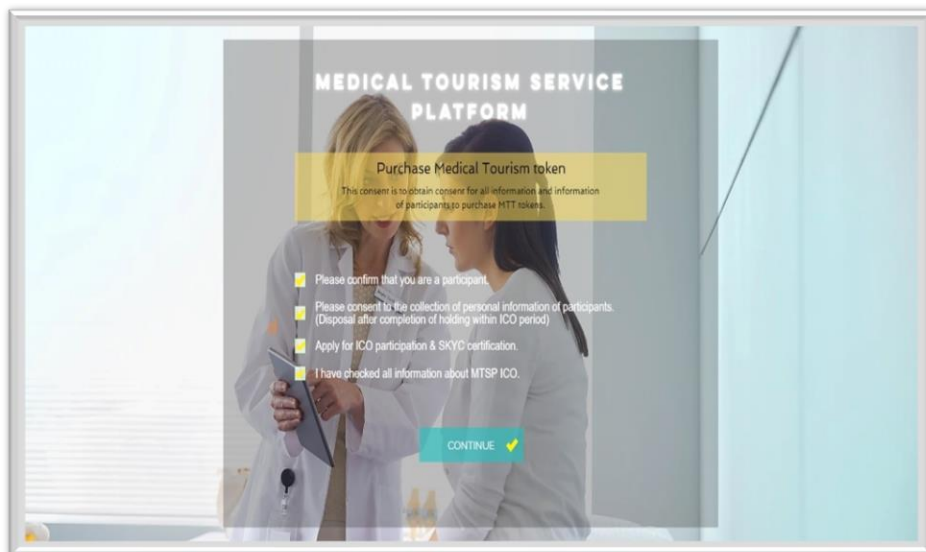 MEDICAL TOURISM SERVICE
PLATFORM
Purchase Medical Tourism token
This consent is to obtain consent for all information and information
of participants to purchase MTT tokens.
Please confirm that you are a participant.
Please consent to the collection of personal information of participants.
(Disposal after completion of holding within ICO period)
Apply for ICO participation & SKYC certification.
I have checked all information about MTSP ICO.
CONTINUE